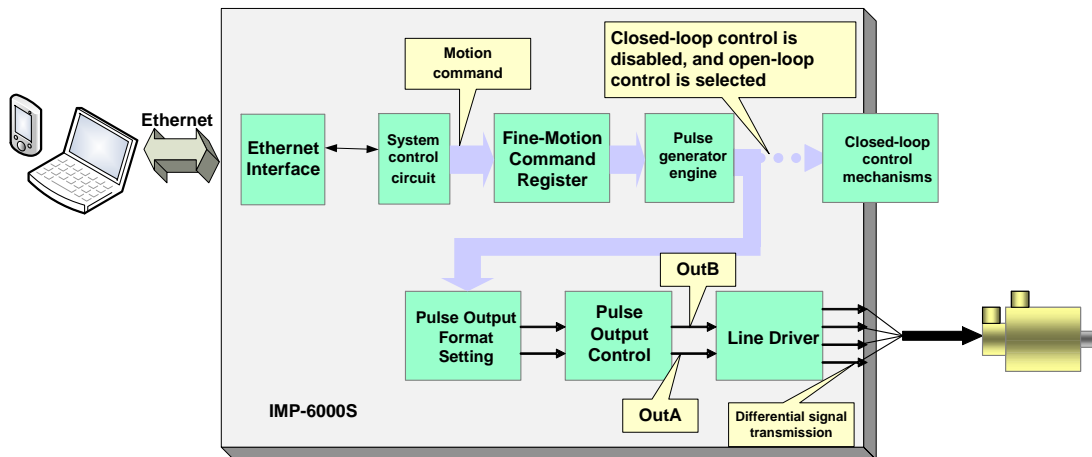 Closed-loop control is
disabled, and open-loop
control is selected
Motion
command
Ethernet
Ethernet
Interface
System
control
circuit
Fine-Motion
Command
Register
Pulse
generator
engine
Closed-loop
control
mechanisms
OutB
Pulse Output
Format
Setting
Pulse
Output
Control
Line Driver
OutA
Differential signal
transmission
IMP-6000S